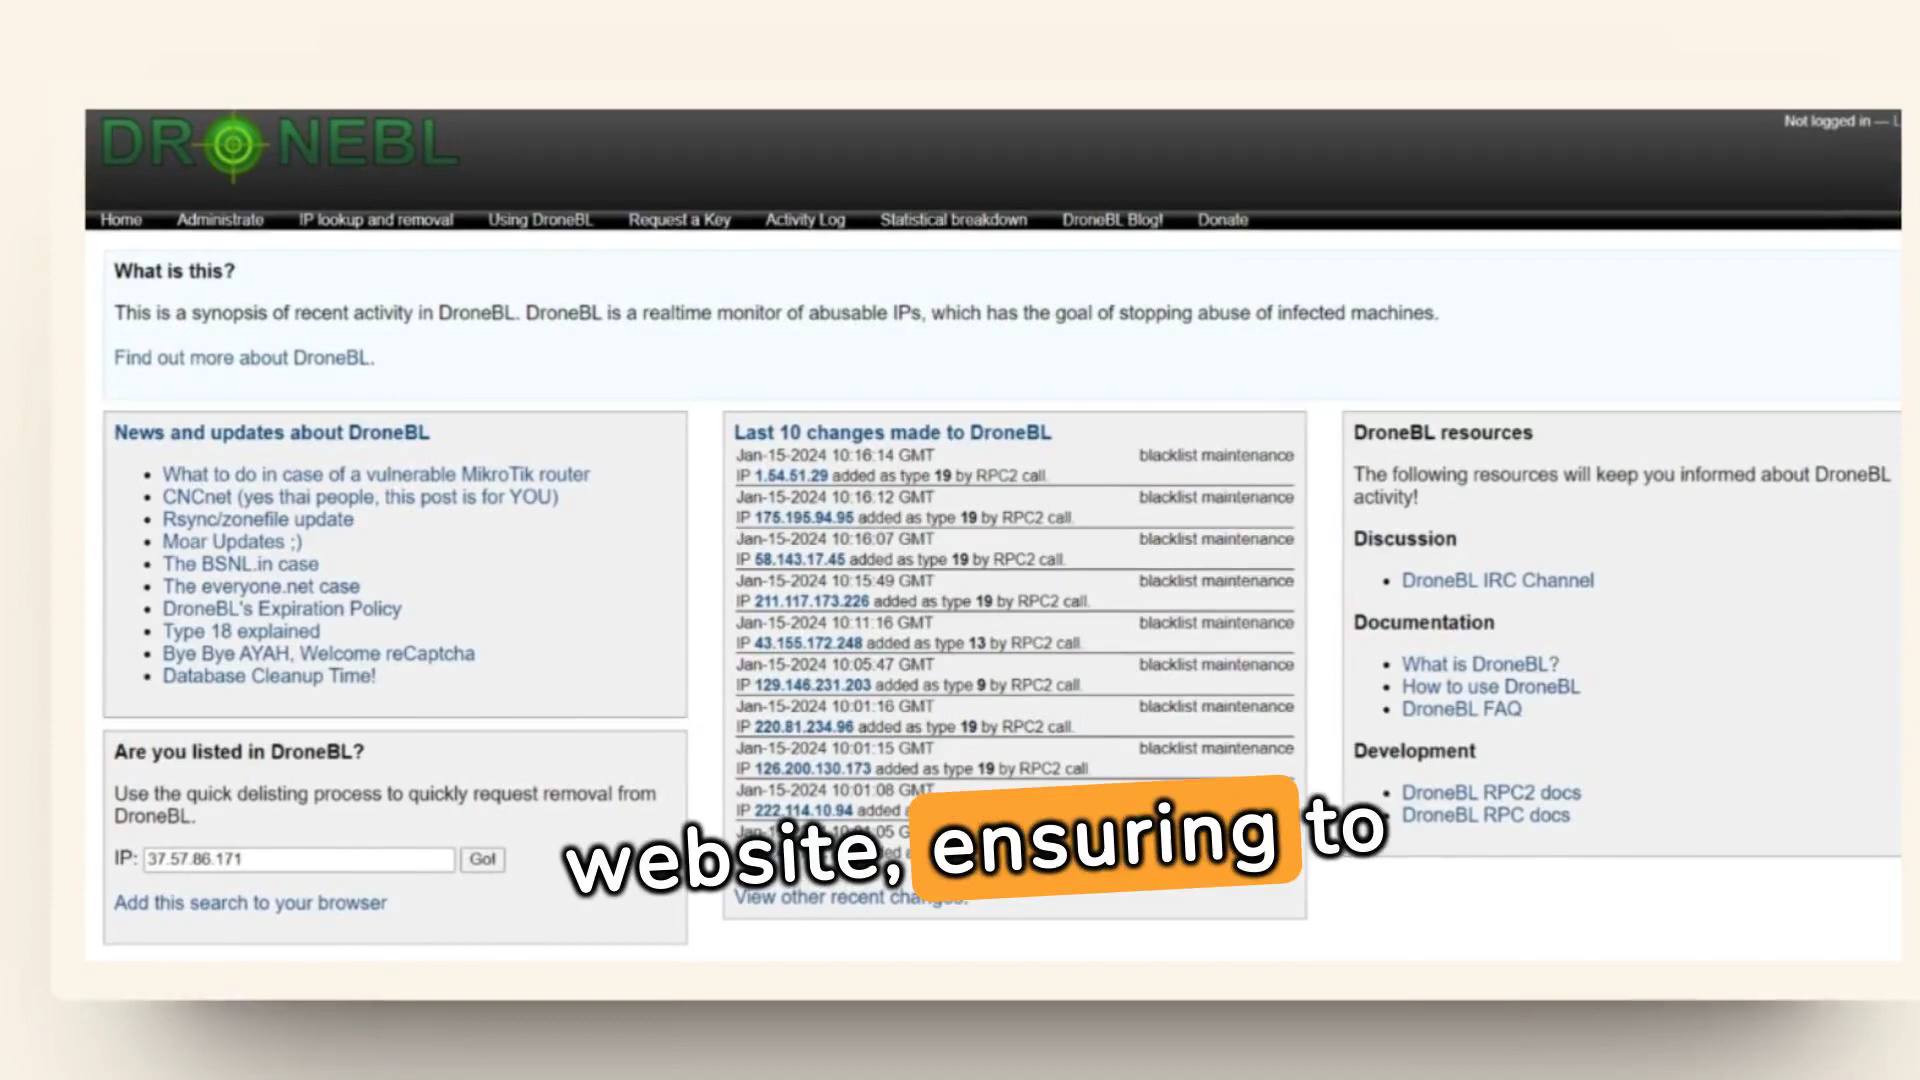 DRONEBL
Not logged in —
Home Administrate IP lookup and removal Using DroneBL Request a Key Activity Log Statistical breakdown DroneBL Blog! Donate
What is this?
This is a synopsis of recent activity in DroneBL. DroneBL is a realtime monitor of abusable IPs, which has the goal of stopping abuse of infected machines.
Find out more about DroneBL.
News and updates about DroneBL
What to do in case of a vulnerable MikroTik router
CNCnet (yes thai people, this post is for YOU)
Rsync/zonefile update
Moar Updates ;)
The BSNL.in case
The everyone.net case
DroneBL's Expiration Policy
Type 18 explained
Bye Bye AYAH, Welcome reCaptcha
Database Cleanup Time!
Are you listed in DroneBL?
Use the quick delisting process to quickly request removal from
DroneBL.
IP: 37.57.86.171 Go!
Add this search to your browser
Last 10 changes made to DroneBL
Jan-15-2024 10:16:14 GMT blacklist maintenance
IP 1.54.51.29 added as type 19 by RPC2 call.
Jan-15-2024 10:16:12 GMT blacklist maintenance
IP 175.195.94.95 added as type 19 by RPC2 call.
Jan-15-2024 10:16:07 GMT blacklist maintenance
IP 58.143.17.45 added as type 19 by RPC2 call.
Jan-15-2024 10:15:49 GMT blacklist maintenance
IP 211.117.173.226 added as type 19 by RPC2 call.
Jan-15-2024 10:11:16 GMT blacklist maintenance
IP 43.155.172.248 added as type 13 by RPC2 call.
Jan-15-2024 10:05:47 GMT blacklist maintenance
IP 129.146.231.203 added as type 9 by RPC2 call.
Jan-15-2024 10:01:16 GMT blacklist maintenance
IP 220.81.234.96 added as type 19 by RPC2 call.
Jan-15-2024 10:01:15 GMT blacklist maintenance
IP 126.200.130.173 added as type 19 by RPC2 call.
Jan-15-2024 10:01:08 GMT
IP 222.114.10.94 added
View other recent changes.
DroneBL resources
The following resources will keep you informed about DroneBL
activity!
Discussion
DroneBL IRC Channel
Documentation
What is DroneBL?
How to use DroneBL
DroneBL FAQ
Development
DroneBL RPC2 docs
DroneBL RPC docs
website, ensuring to